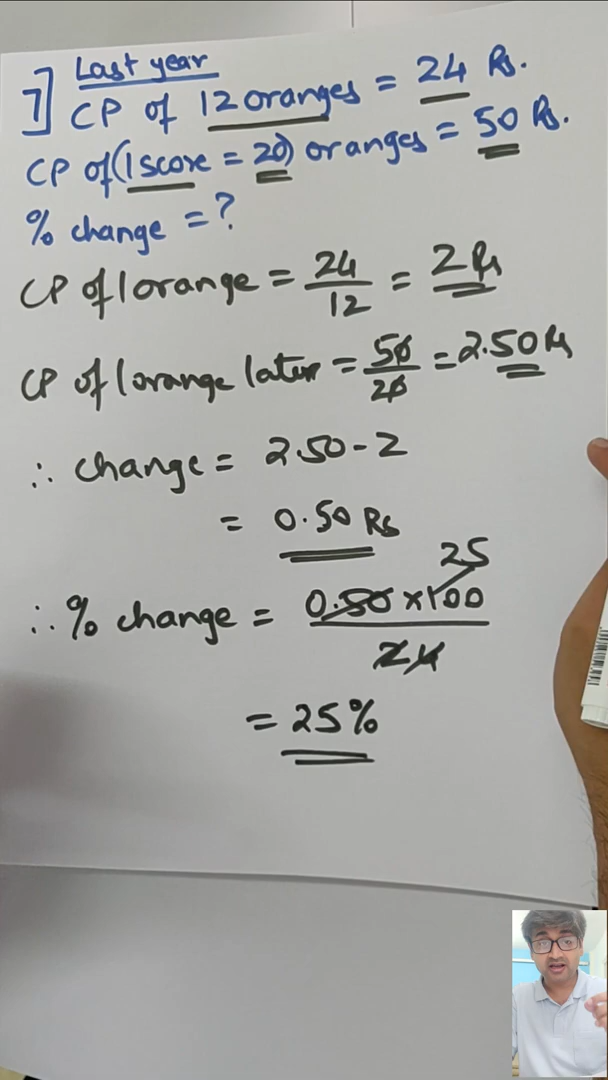 7] Last year
CP of 12 oranges = 24 Rs.
CP of (1 score = 20) oranges = 50 Rs.
% change = ?
CP of 1 orange = 24/12 = 2 Rs
CP of 1 orange later = 50/20 = 2.50 Rs
∴ change = 2.50 - 2
= 0.50 Rs
25
∴ % change = 0.50 × 100 / 2
= 25%